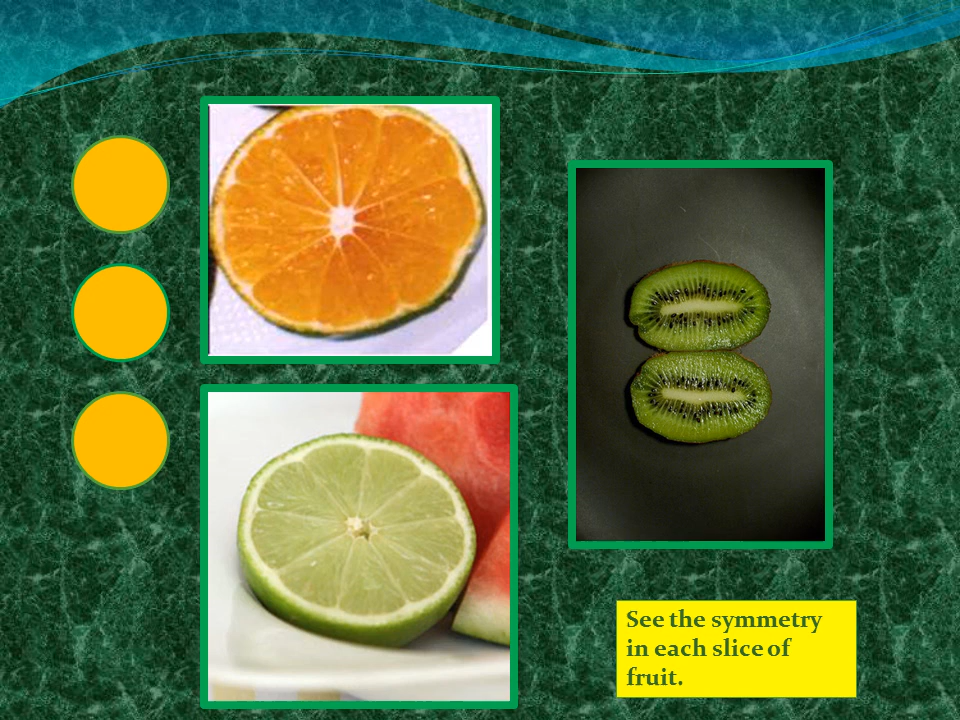 See the symmetry
in each slice of
fruit.